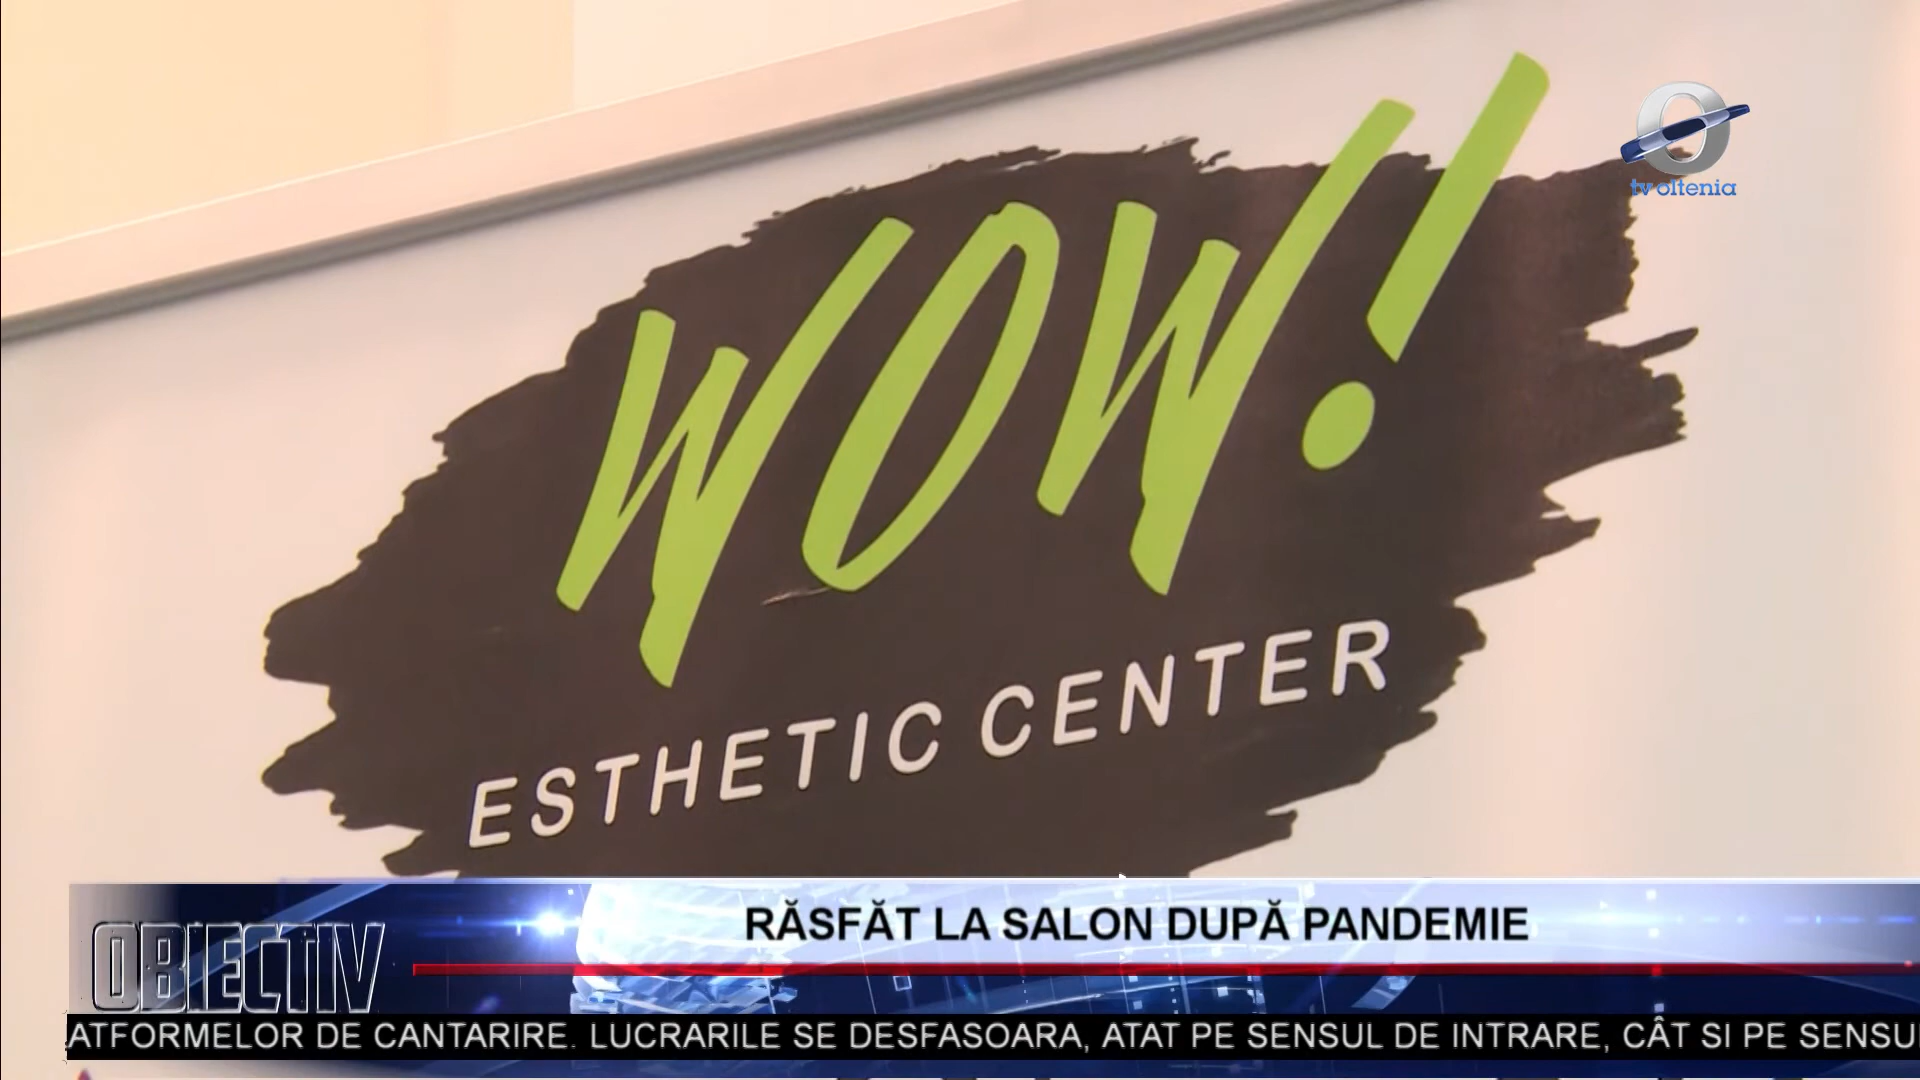 tv oltenia
WOW!
ESTHETIC CENTER
RĂSFĂT LA SALON DUPĂ PANDEMIE
OBIECTIV
ATFORMELOR DE CANTARIRE. LUCRARILE SE DESFASOARA, ATAT PE SENSUL DE INTRARE, CÂT SI PE SENSU